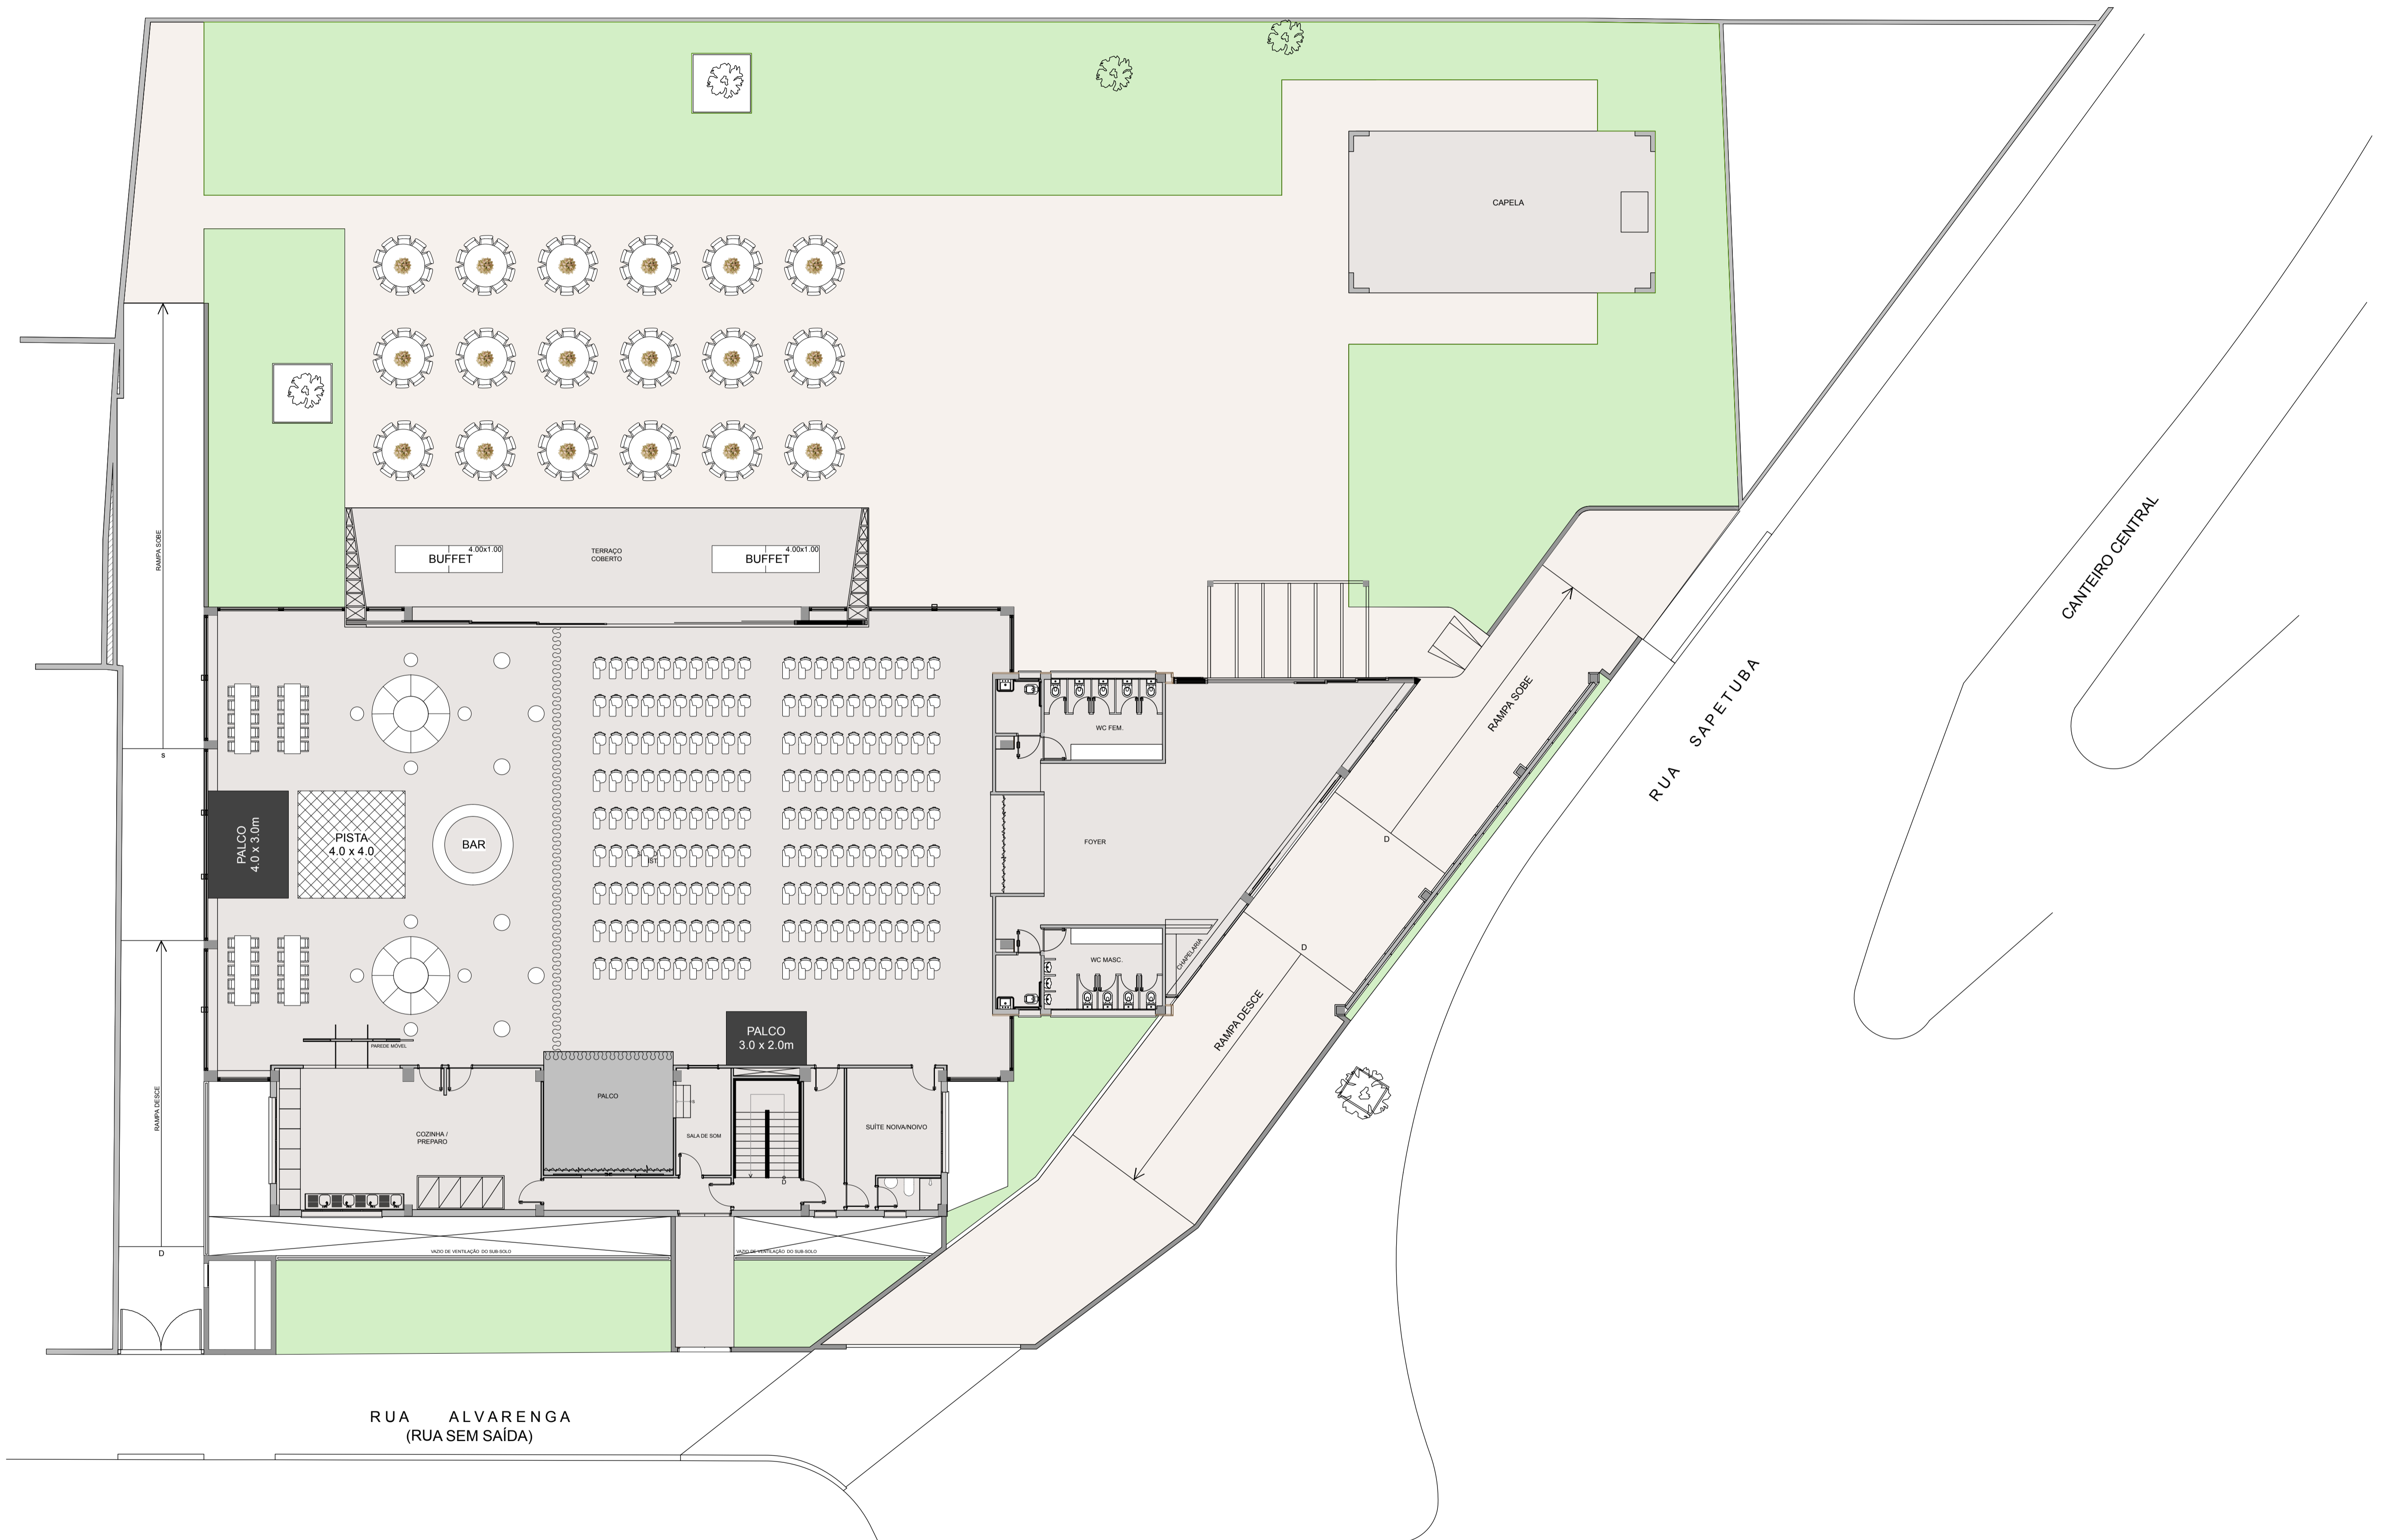 CAPELA
TERRAÇO
COBERTO
BUFFET
4.00x1.00
BUFFET
4.00x1.00
RAMPA SOBE
S
CANTEIRO CENTRAL
RAMPA SOBE
RUA SAPETUBA
WC FEM.
PALCO
4.0 x 3.0m
PISTA
4.0 x 4.0
BAR
FOYER
D
D
WC MASC.
CHAPELARIA
RAMPA DESCE
PALCO
3.0 x 2.0m
PAREDE MÓVEL
RAMPA DESCE
PALCO
COZINHA /
PREPARO
SALA DE SOM
S
SUÍTE NOIVA/NOIVO
D
D
VAZIO DE VENTILAÇÃO DO SUB-SOLO
VAZIO DE VENTILAÇÃO DO SUB-SOLO
RUA ALVARENGA
(RUA SEM SAÍDA)